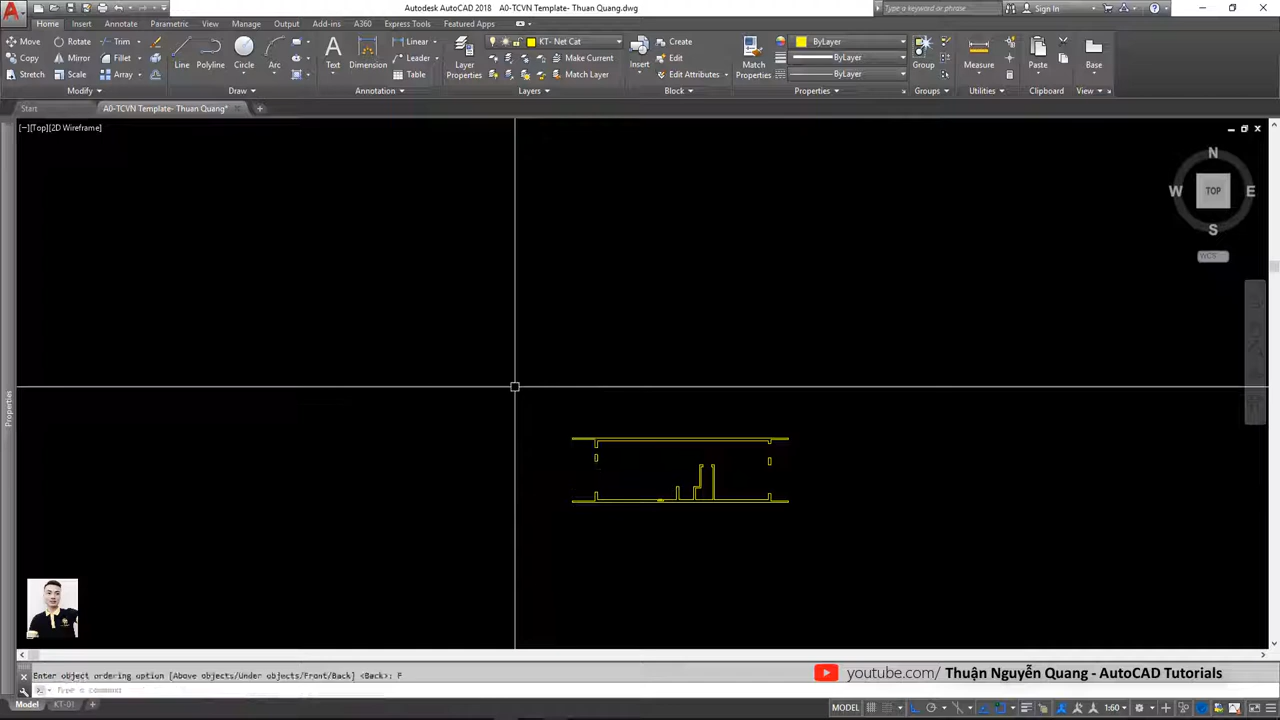 Autodesk AutoCAD 2018 A0-TCVN Template- Thuan Quang.dwg
Type a keyword or phrase
Sign In
Home Insert Annotate Parametric View Manage Output Add-ins A360 Express Tools Featured Apps
Move Rotate Trim
Copy Mirror Fillet
Stretch Scale Array
Modify
Line Polyline Circle Arc
Draw
Text Dimension
Linear
Leader
Table
Annotation
Layer Properties
KT- Net Cat
Make Current
Match Layer
Layers
Insert
Create
Edit
Edit Attributes
Block
Match Properties
ByLayer
ByLayer
ByLayer
Properties
Group
Groups
Measure
Utilities
Paste
Clipboard
Base
View
Start A0-TCVN Template- Thuan Quang*
[−][Top][2D Wireframe]
N
W TOP E
S
WCS
Properties
Enter object ordering option [Above objects/Under objects/Front/Back] <Back>: F
Type a command
youtube.com/ Thuận Nguyễn Quang - AutoCAD Tutorials
Model KT-01
MODEL 1:60